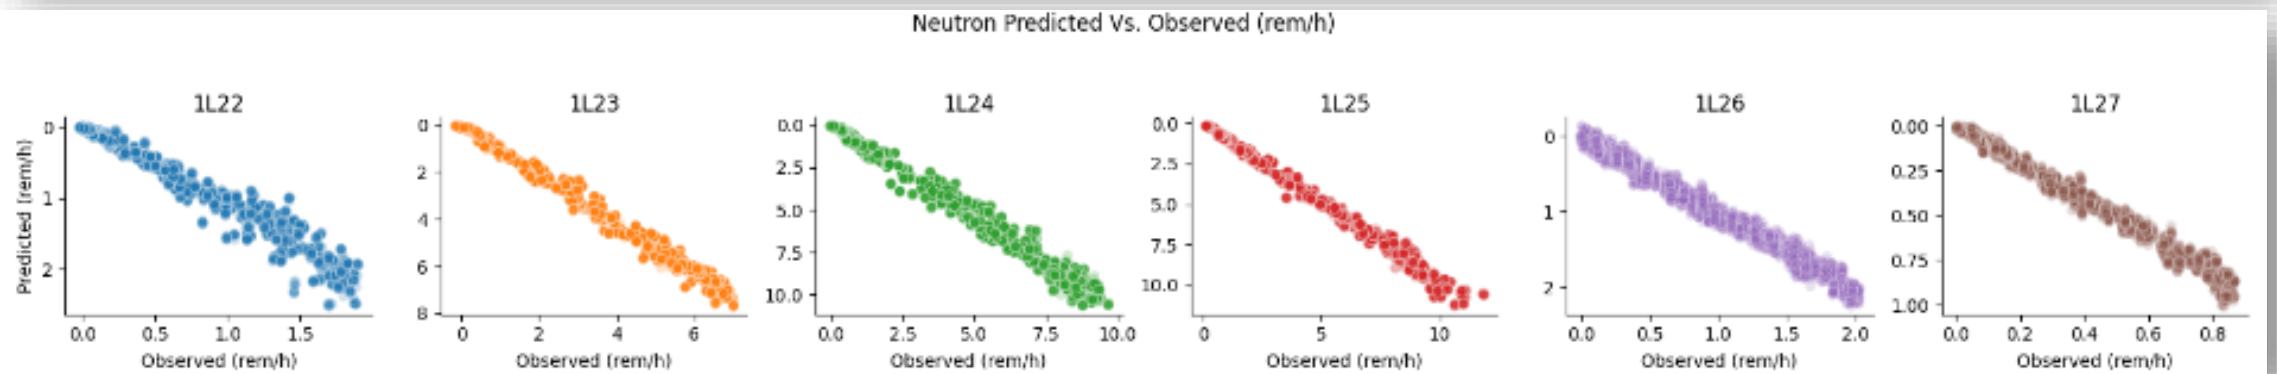 Neutron Predicted Vs. Observed (rem/h)
1L22 1L23 1L24 1L25 1L26 1L27
Predicted (rem/h)
0 1 2
0 2 4 6 8
0.0 2.5 5.0 7.5 10.0
0.0 2.5 5.0 7.5 10.0
0 1 2
0.00 0.25 0.50 0.75 1.00
0.0 0.5 1.0 1.5
0 2 4 6
0.0 2.5 5.0 7.5 10.0
0 5 10
0.0 0.5 1.0 1.5 2.0
0.0 0.2 0.4 0.6 0.8
Observed (rem/h) Observed (rem/h) Observed (rem/h) Observed (rem/h) Observed (rem/h) Observed (rem/h)